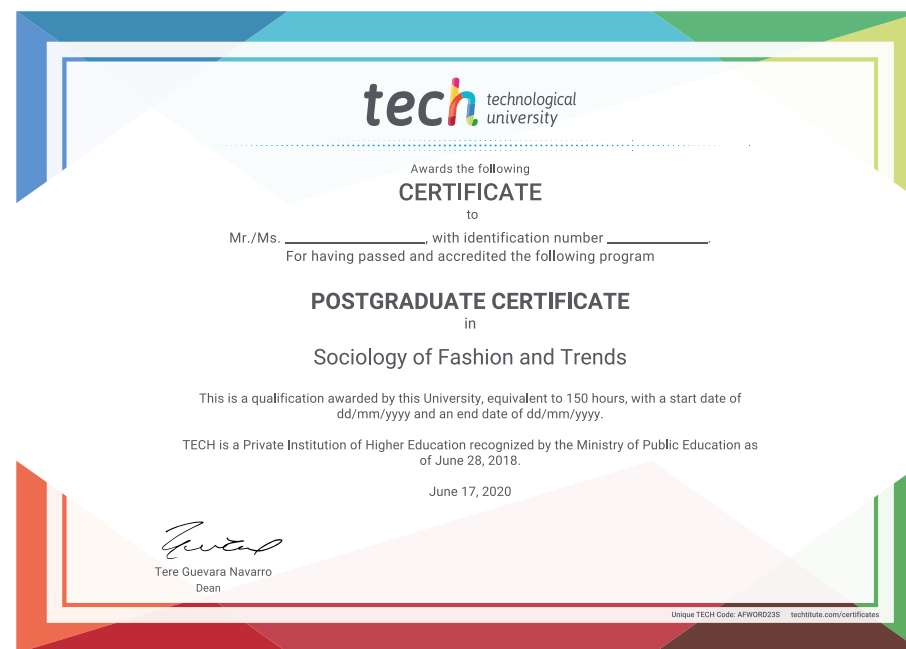 tech technological
university
Awards the following
CERTIFICATE
to
Mr./Ms. ____________________, with identification number ______________.
For having passed and accredited the following program
POSTGRADUATE CERTIFICATE
in
Sociology of Fashion and Trends
This is a qualification awarded by this University, equivalent to 150 hours, with a start date of
dd/mm/yyyy and an end date of dd/mm/yyyy.
TECH is a Private Institution of Higher Education recognized by the Ministry of Public Education as
of June 28, 2018.
June 17, 2020
Tere Guevara Navarro
Dean
Unique TECH Code: AFWORD23S techtitute.com/certificates